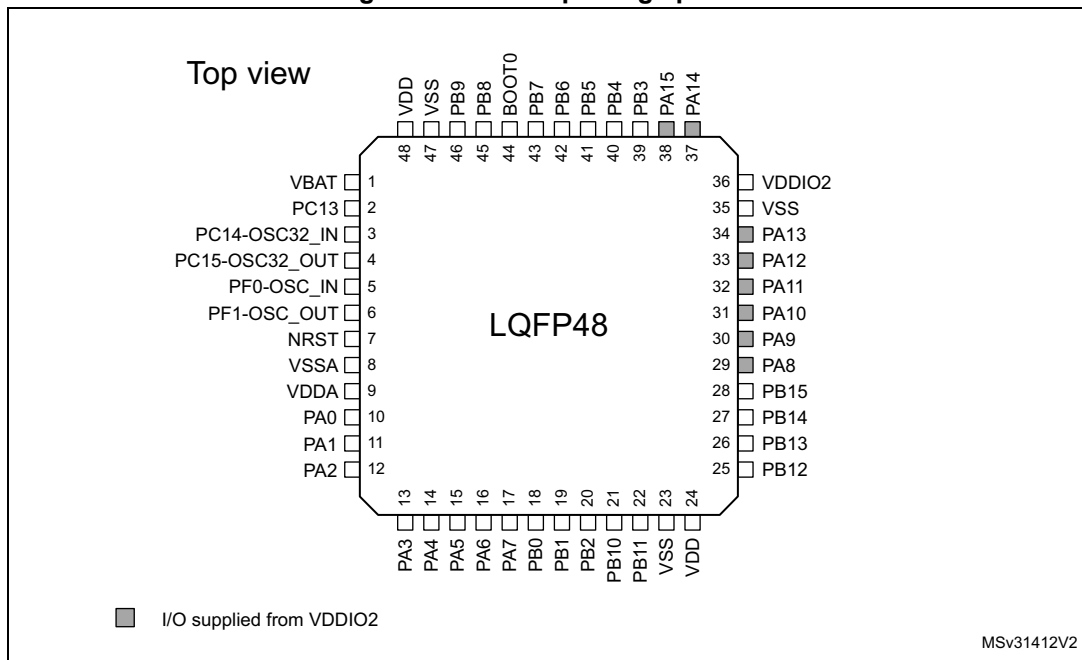 Top view
VDD
VSS
PB9
PB8
BOOT0
PB7
PB6
PB5
PB4
PB3
PA15
PA14
48
47
46
45
44
43
42
41
40
39
38
37
VBAT 1
PC13 2
PC14-OSC32_IN 3
PC15-OSC32_OUT 4
PF0-OSC_IN 5
PF1-OSC_OUT 6
NRST 7
VSSA 8
VDDA 9
PA0 10
PA1 11
PA2 12
LQFP48
36 VDDIO2
35 VSS
34 PA13
33 PA12
32 PA11
31 PA10
30 PA9
29 PA8
28 PB15
27 PB14
26 PB13
25 PB12
13
14
15
16
17
18
19
20
21
22
23
24
PA3
PA4
PA5
PA6
PA7
PB0
PB1
PB2
PB10
PB11
VSS
VDD
I/O supplied from VDDIO2
MSv31412V2